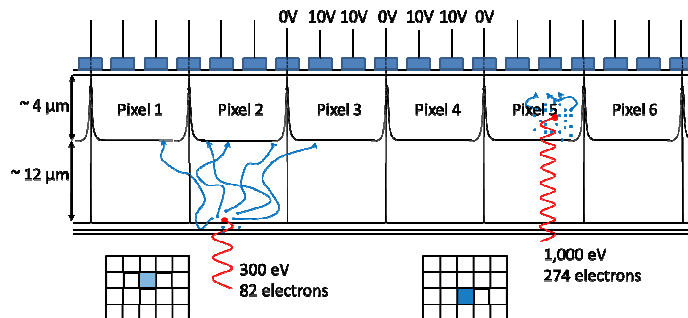 0V 10V 10V 0V 10V 10V 0V
~ 4 μm
Pixel 1 Pixel 2 Pixel 3 Pixel 4 Pixel 5 Pixel 6
~ 12 μm
300 eV
82 electrons
1,000 eV
274 electrons